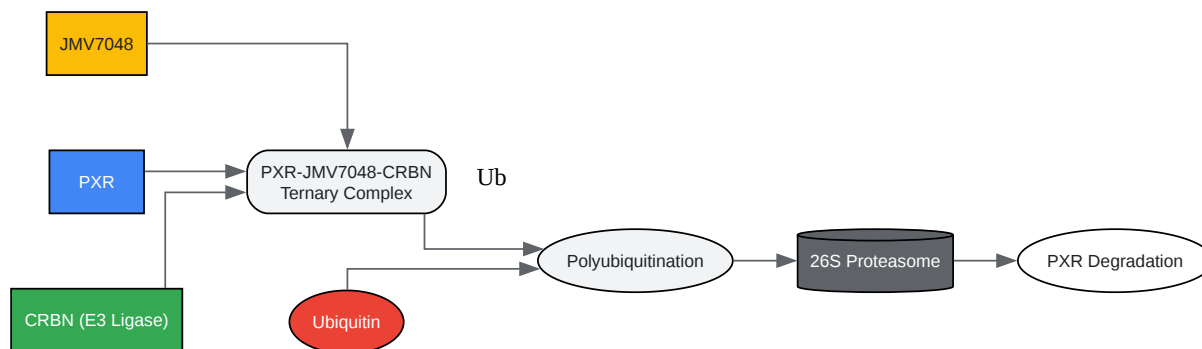 JMV7048
PXR
PXR-JMV7048-CRBN
Ternary Complex
Ub
CRBN (E3 Ligase)
Ubiquitin
Polyubiquitination
26S Proteasome
PXR Degradation